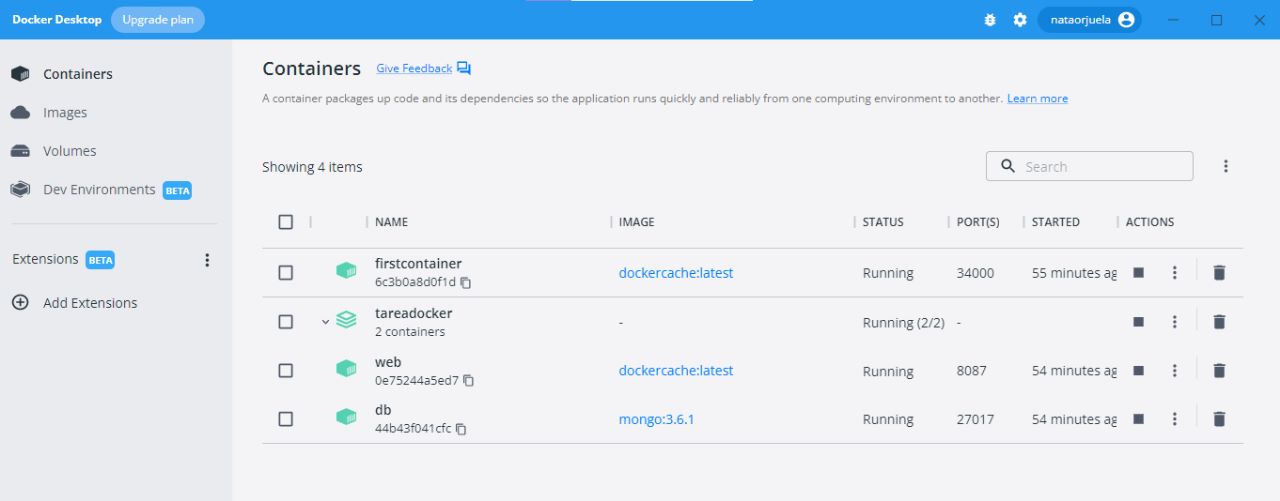 Docker Desktop Upgrade plan nataorjuela
Containers
Images
Volumes
Dev Environments BETA
Extensions BETA
Add Extensions
Containers Give Feedback
A container packages up code and its dependencies so the application runs quickly and reliably from one computing environment to another. Learn more
Showing 4 items Search
NAME IMAGE STATUS PORT(S) STARTED ACTIONS
firstcontainer
6c3b0a8d0f1d dockercache:latest Running 34000 55 minutes ag
tareadocker
2 containers - Running (2/2) -
web
0e75244a5ed7 dockercache:latest Running 8087 54 minutes ag
db
44b43f041cfc mongo:3.6.1 Running 27017 54 minutes ag